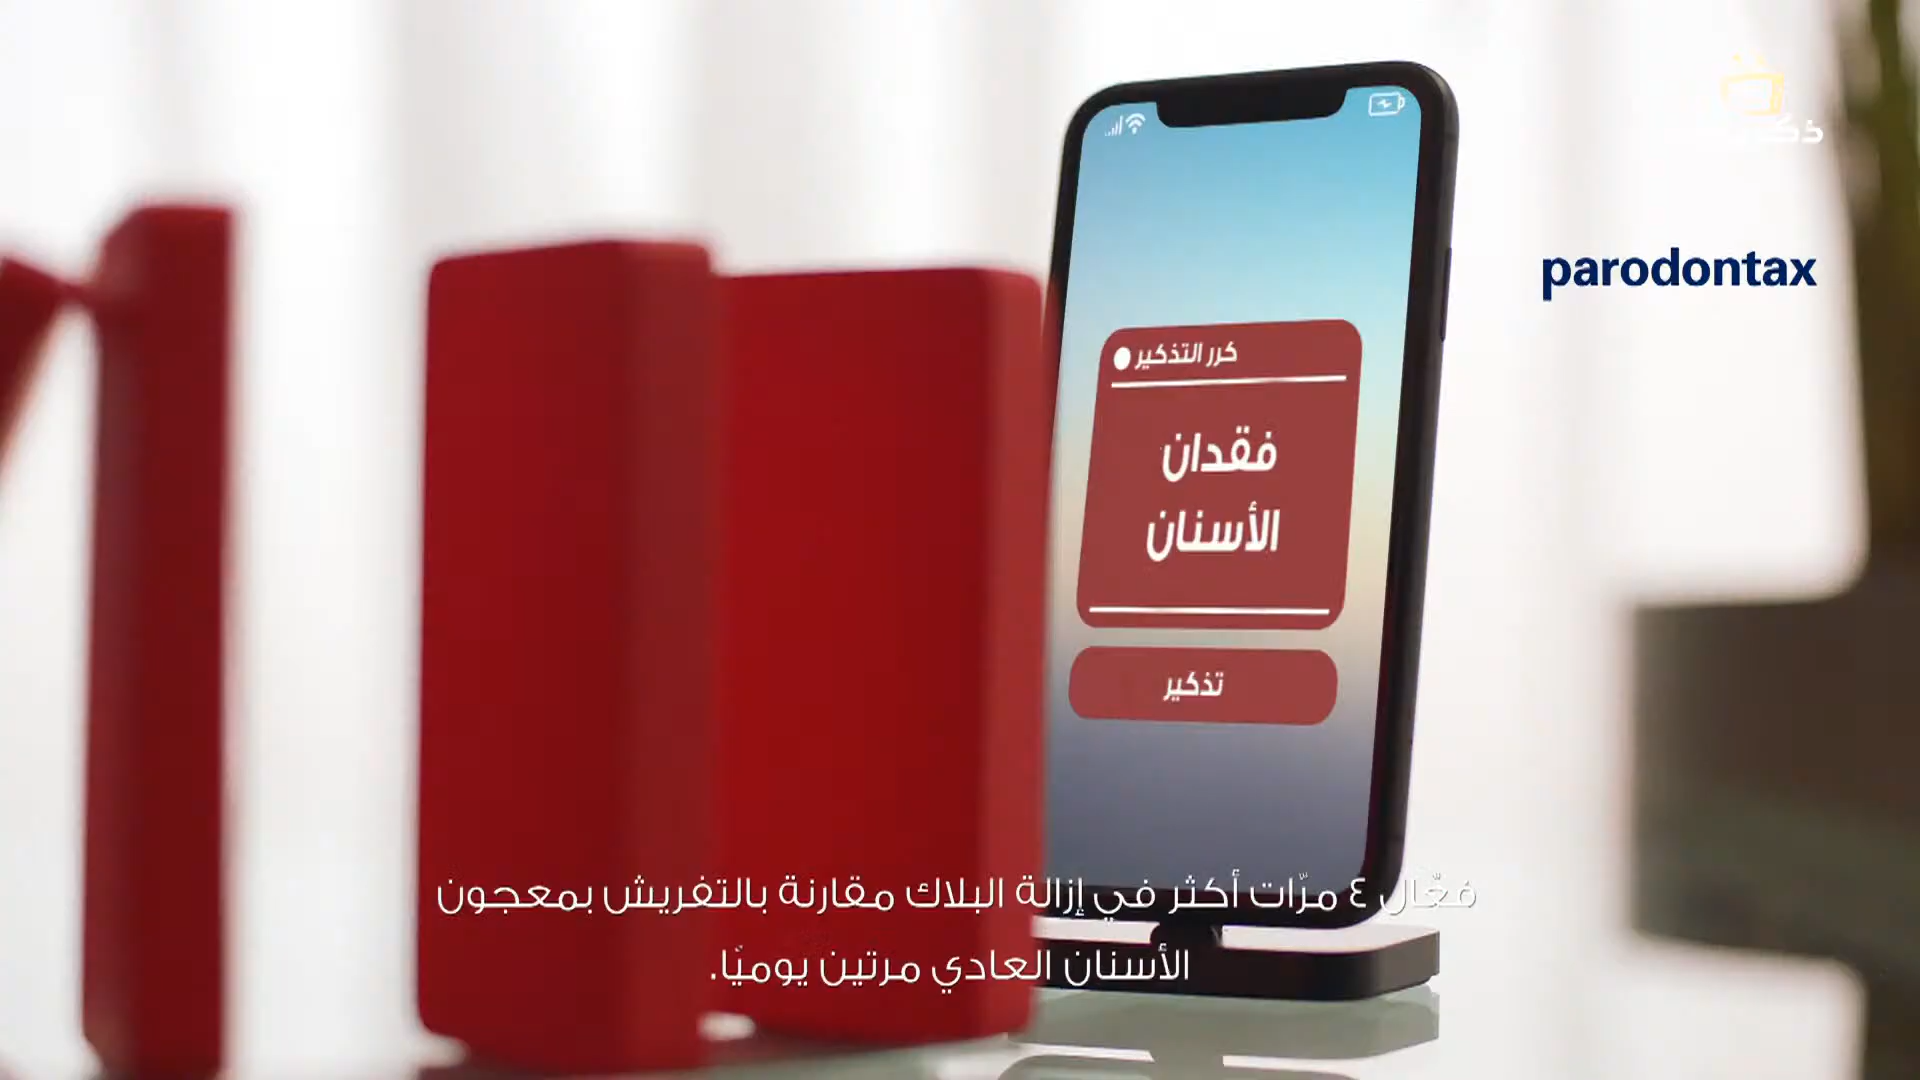 parodontax
كرر التذكير
فقدان
الأسنان
تذكير
فعّال ٤ مرّات أكثر في إزالة البلاك مقارنة بالتفريش بمعجون
الأسنان العادي مرتين يوميًا.